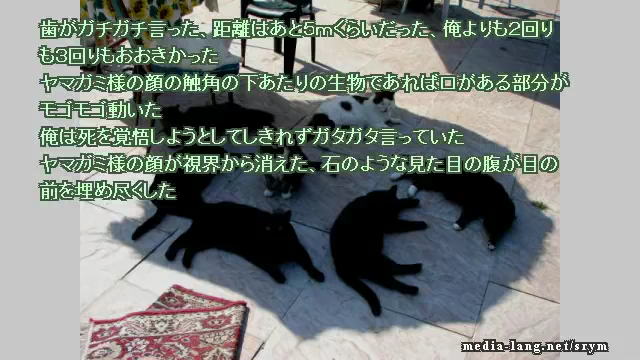 歯がガチガチ言った、距離はあと５ｍくらいだった、俺よりも２回り
も３回りもおおきかった
ヤマガミ様の顔の触角の下あたりの生物であれば口がある部分が
モゴモゴ動いた
俺は死を覚悟しようとしてしきれずガタガタ言っていた
ヤマガミ様の顔が視界から消えた、石のような見た目の腹が目の
前を埋め尽くした
media-lang.net/srym